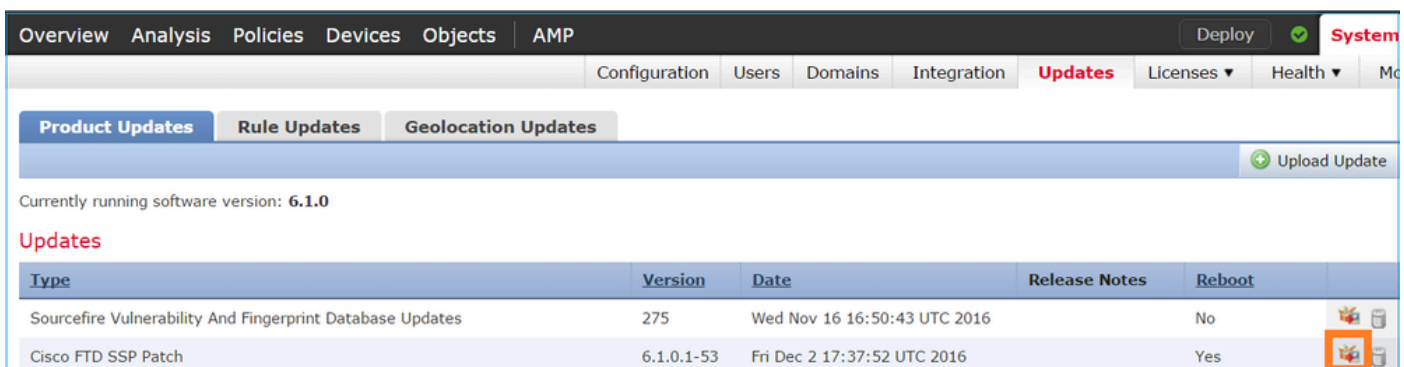 Overview Analysis Policies Devices Objects AMP Deploy System
Configuration Users Domains Integration Updates Licenses ▼ Health ▼
Product Updates Rule Updates Geolocation Updates
Upload Update
Currently running software version: 6.1.0
Updates
Type Version Date Release Notes Reboot
Sourcefire Vulnerability And Fingerprint Database Updates 275 Wed Nov 16 16:50:43 UTC 2016 No
Cisco FTD SSP Patch 6.1.0.1-53 Fri Dec 2 17:37:52 UTC 2016 Yes